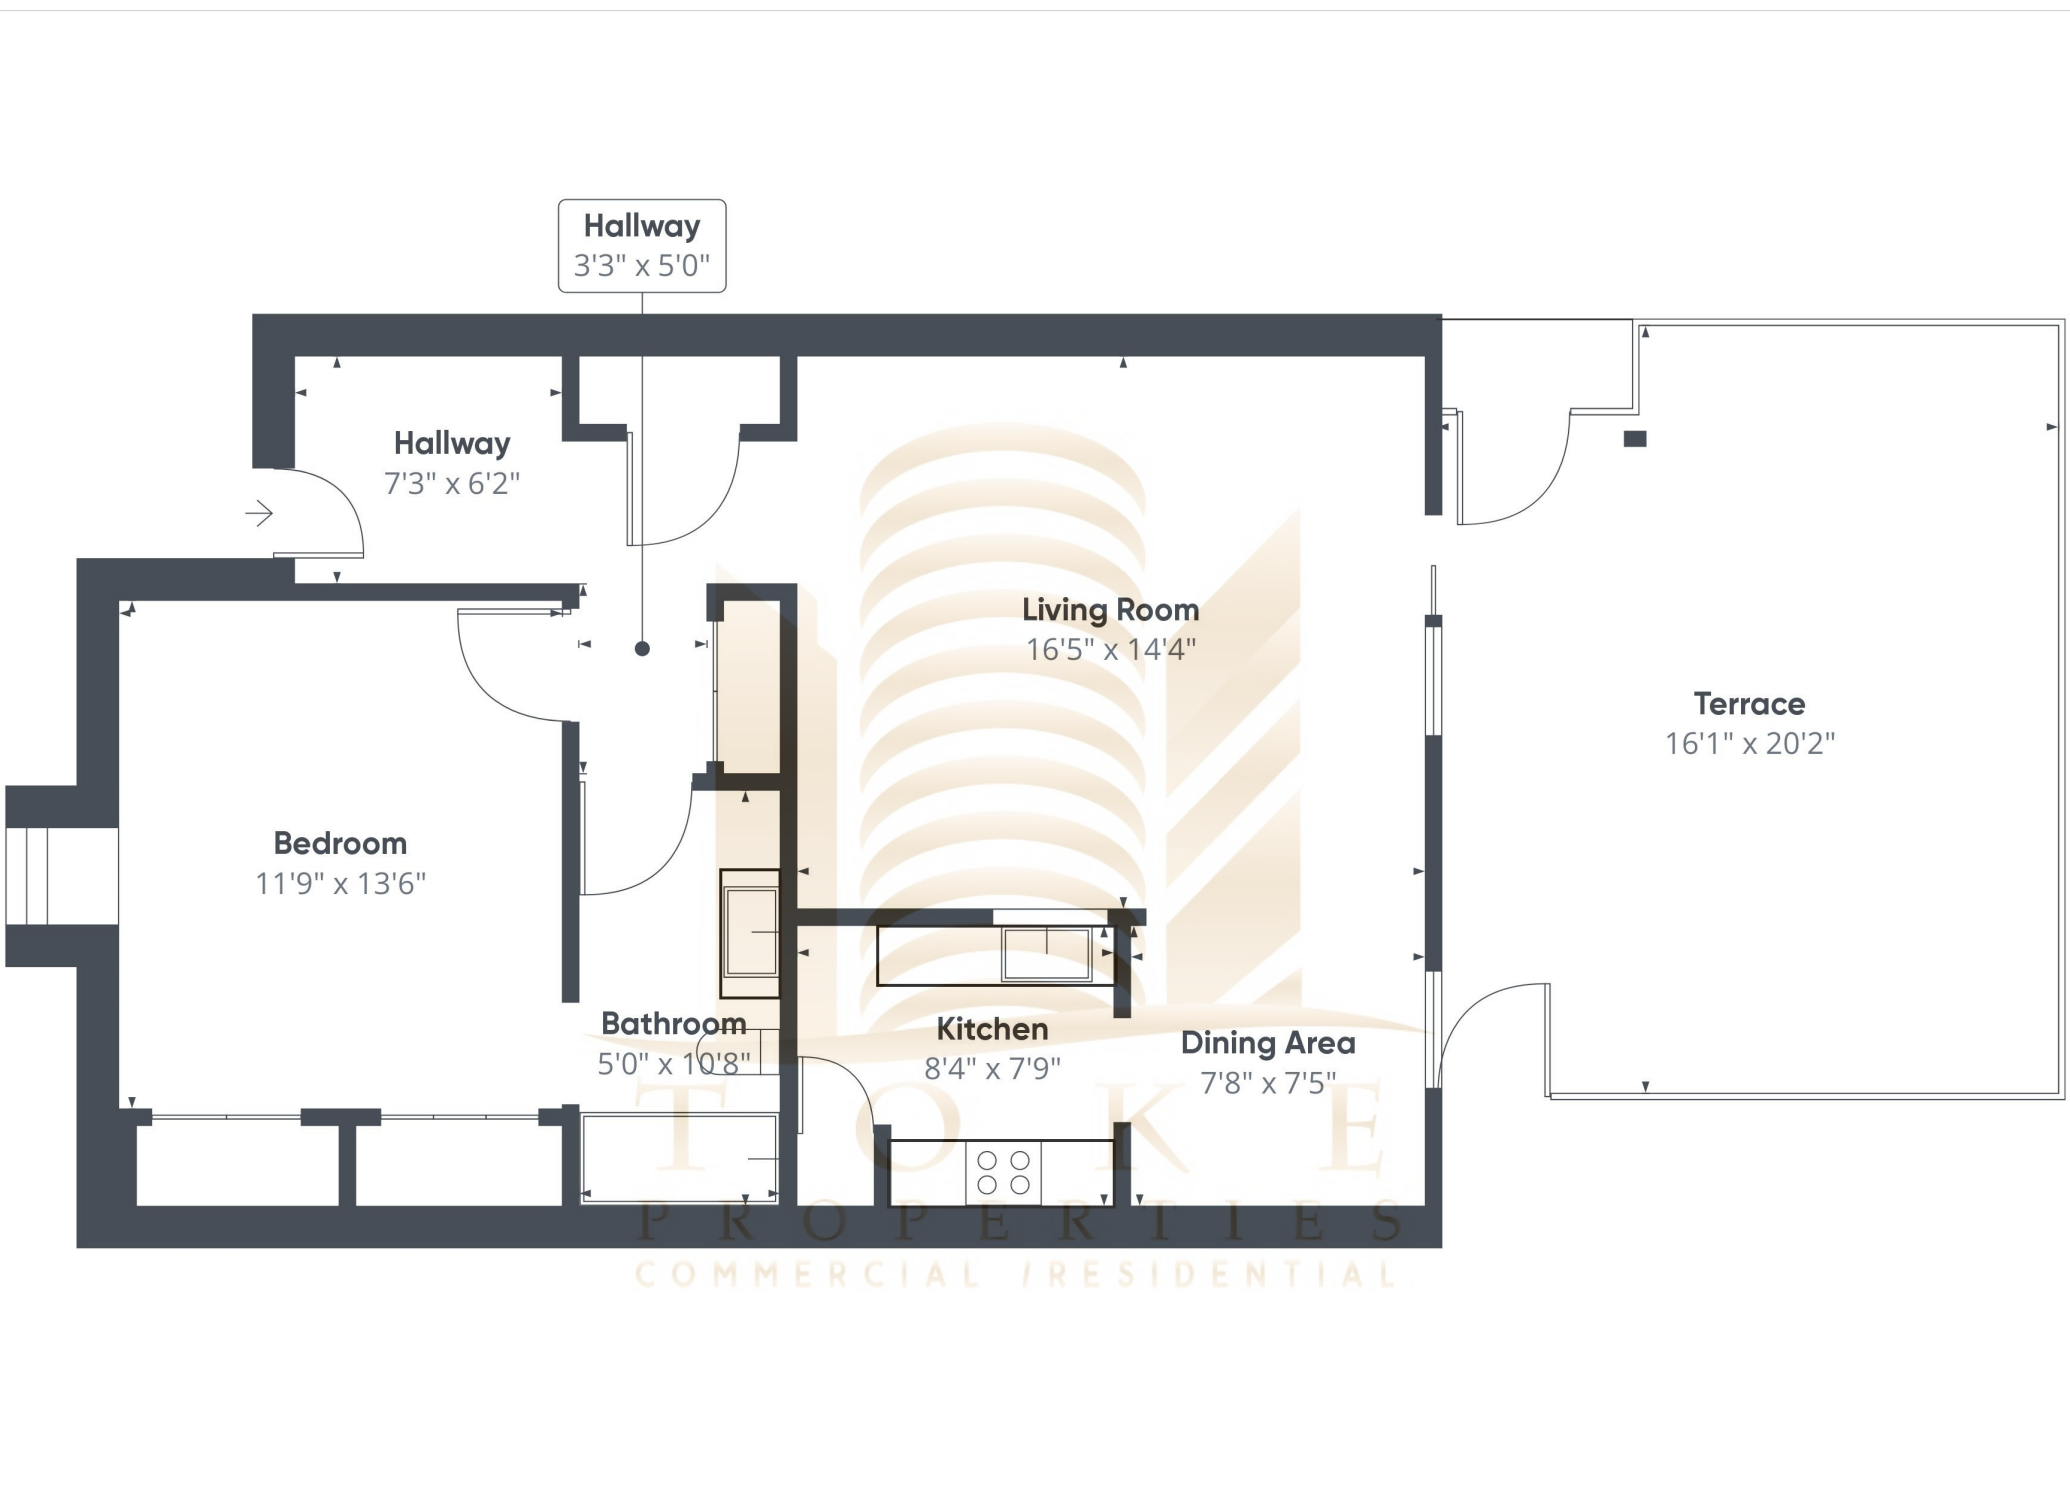 Hallway
3'3" x 5'0"
Hallway
7'3" x 6'2"
Living Room
16'5" x 14'4"
Terrace
16'1" x 20'2"
Bedroom
11'9" x 13'6"
Bathroom
5'0" x 10'8"
Kitchen
8'4" x 7'9"
Dining Area
7'8" x 7'5"
TOKE
PROPERTIES
COMMERCIAL /RESIDENTIAL